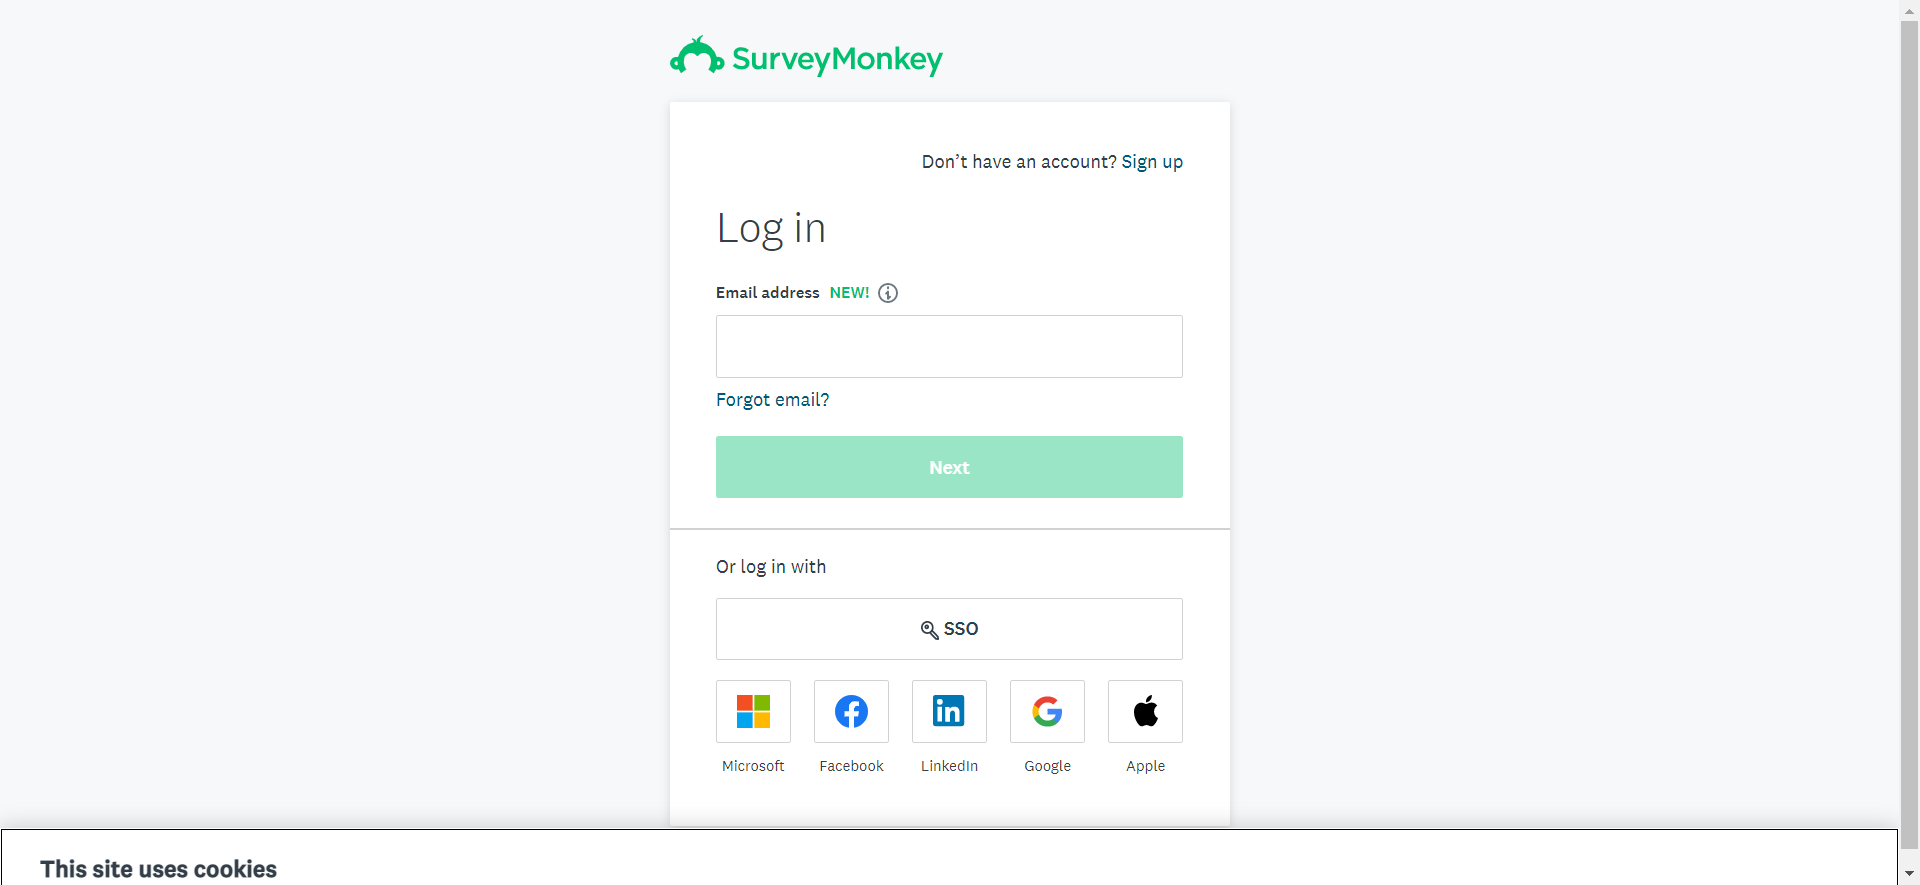 SurveyMonkey
Don’t have an account? Sign up
Log in
Email address NEW!
Forgot email?
Next
Or log in with
SSO
Microsoft Facebook LinkedIn Google Apple
This site uses cookies